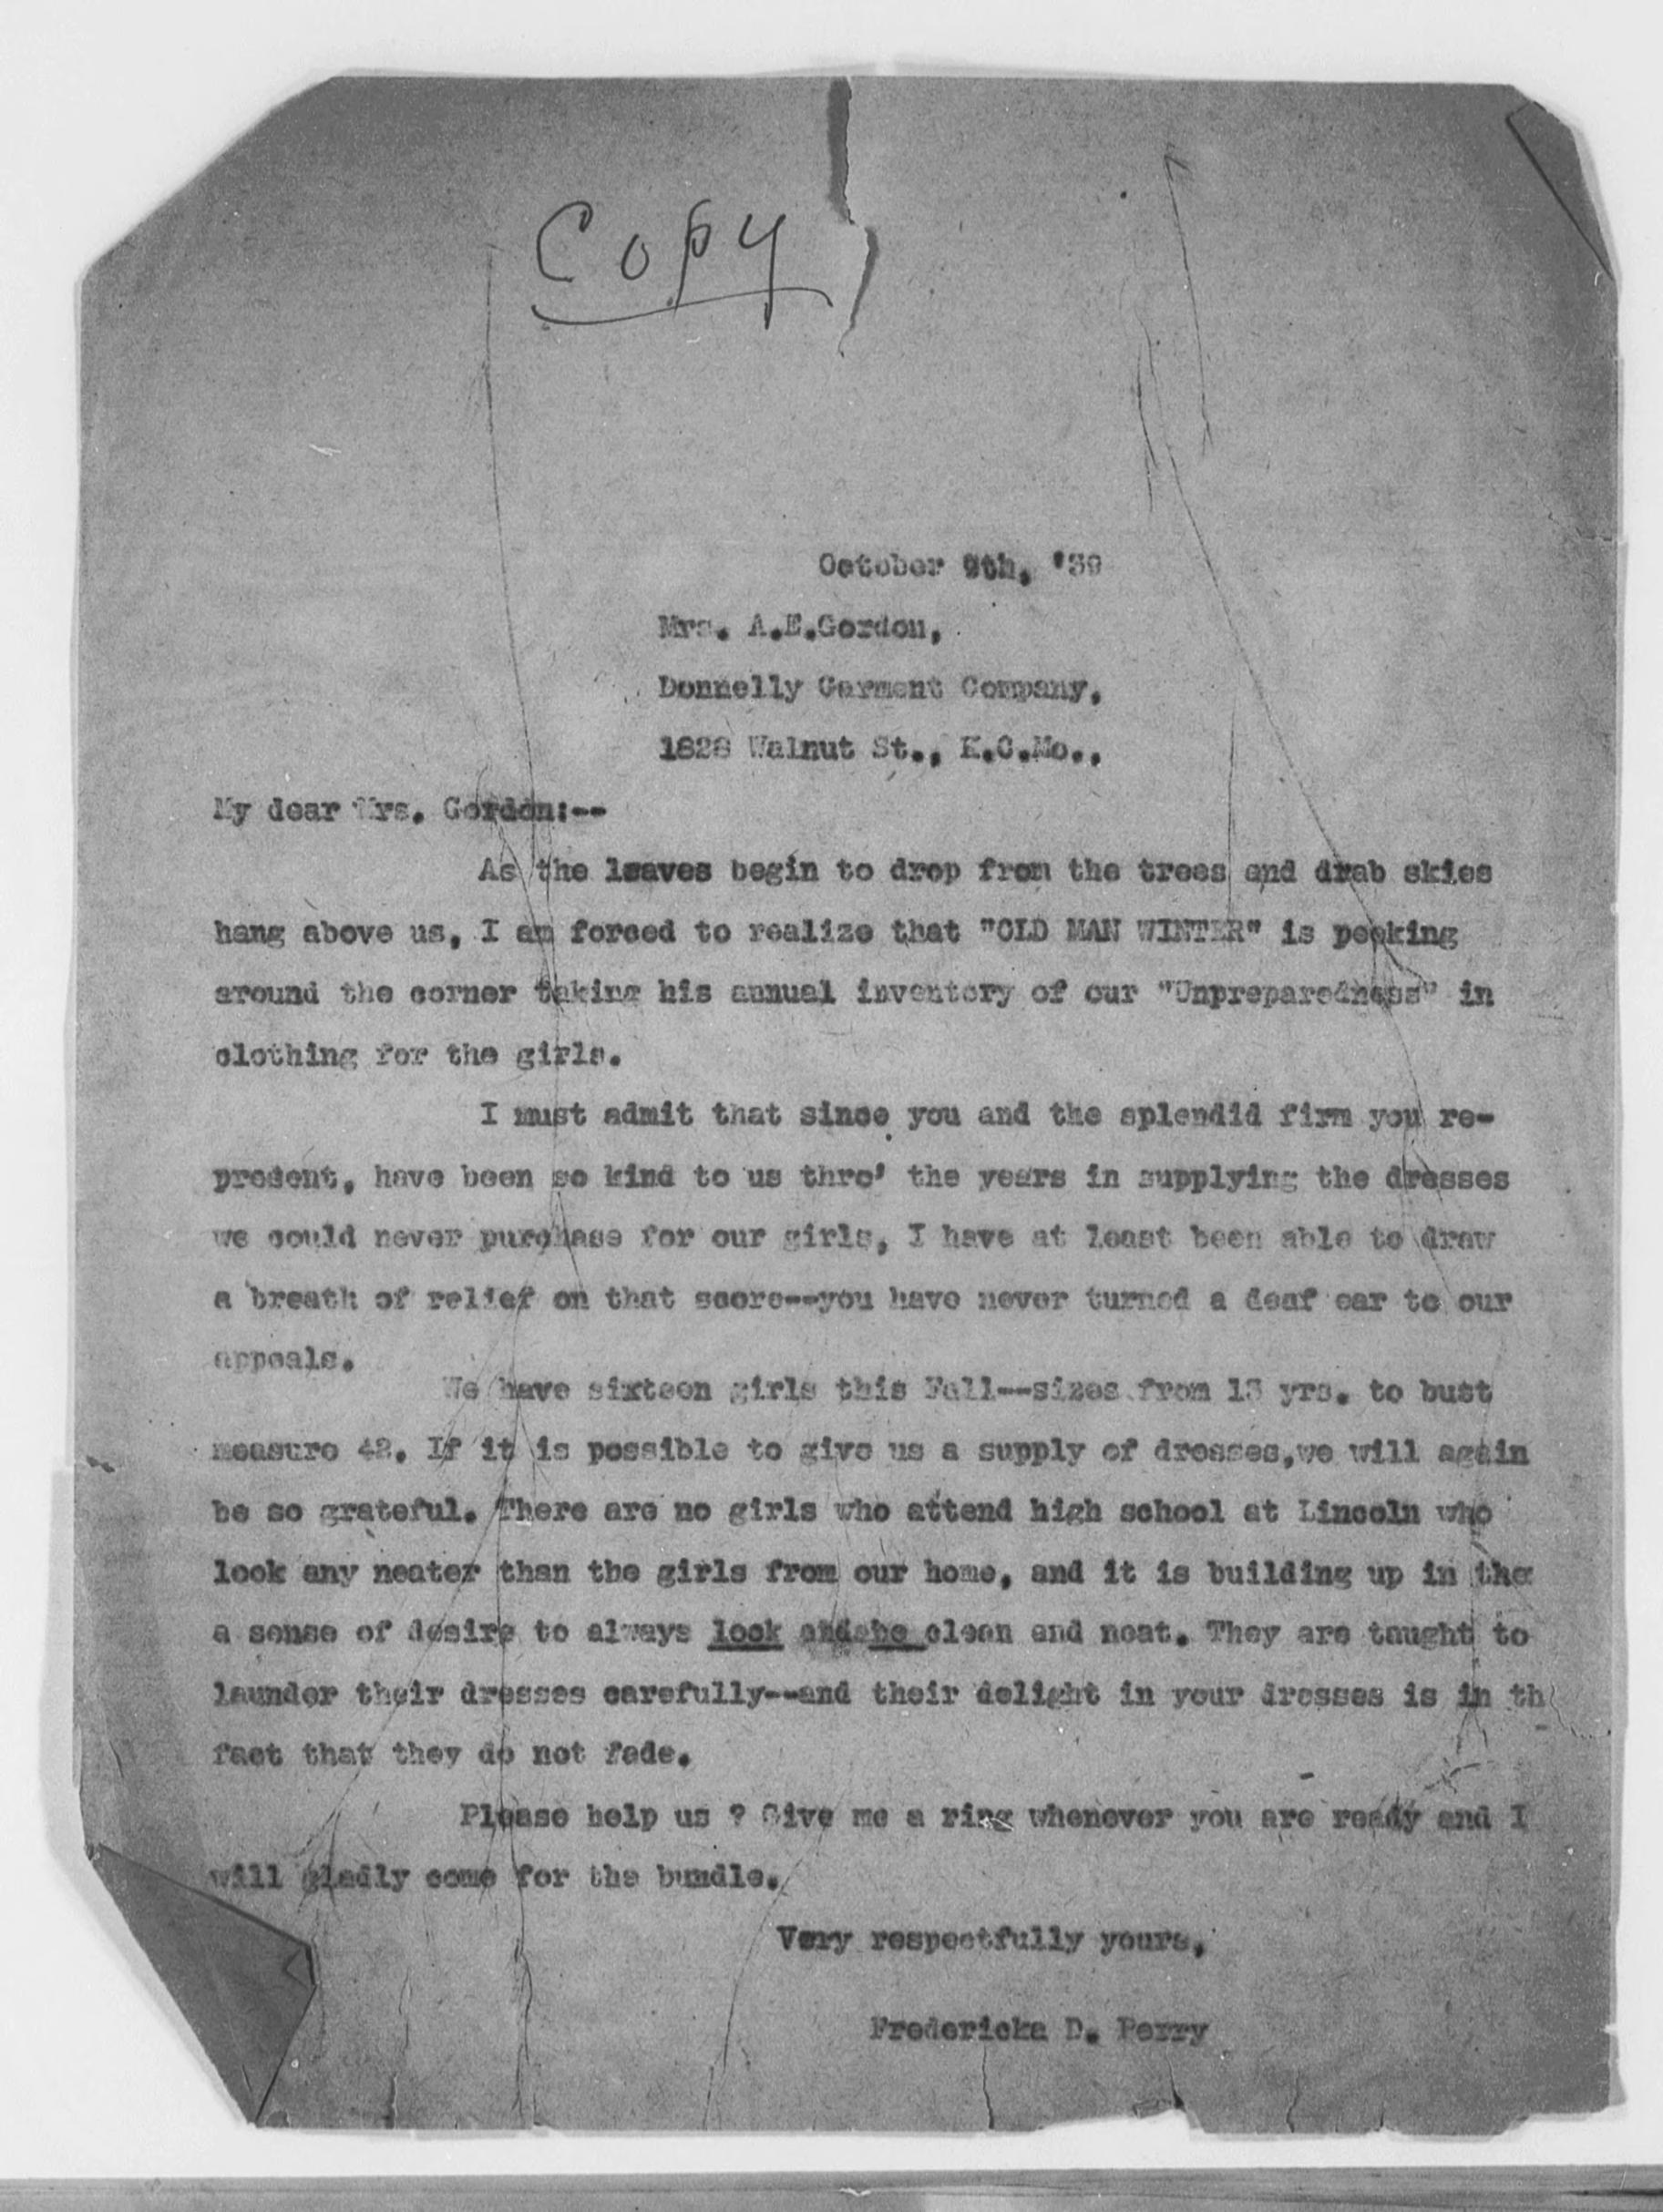 Copy
October 9th, '39
Mrs. A.E.Gordon,
Donnelly Garment Company,
1828 Walnut St., K.C.Mo.,
My dear Mrs. Gordon:--
As the leaves begin to drop from the trees and drab skies
hang above us, I am forced to realize that "OLD MAN WINTER" is peeking
around the corner taking his annual inventory of our "Unpreparedness" in
clothing for the girls.
I must admit that since you and the splendid firm you re-
present, have been so kind to us thro' the years in supplying the dresses
we could never purchase for our girls, I have at least been able to draw
a breath of relief on that score--you have never turned a deaf ear to our
appeals.
We have sixteen girls this Fall--sizes from 13 yrs. to bust
measure 42. If it is possible to give us a supply of dresses,we will again
be so grateful. There are no girls who attend high school at Lincoln who
look any neater than the girls from our home, and it is building up in the
a sense of desire to always look and be clean and neat. They are taught to
launder their dresses carefully--and their delight in your dresses is in th
fact that they do not fade.
Please help us ? Give me a ring whenever you are ready and I
will gladly come for the bundle.
Very respectfully yours,
Fredericka D. Perry